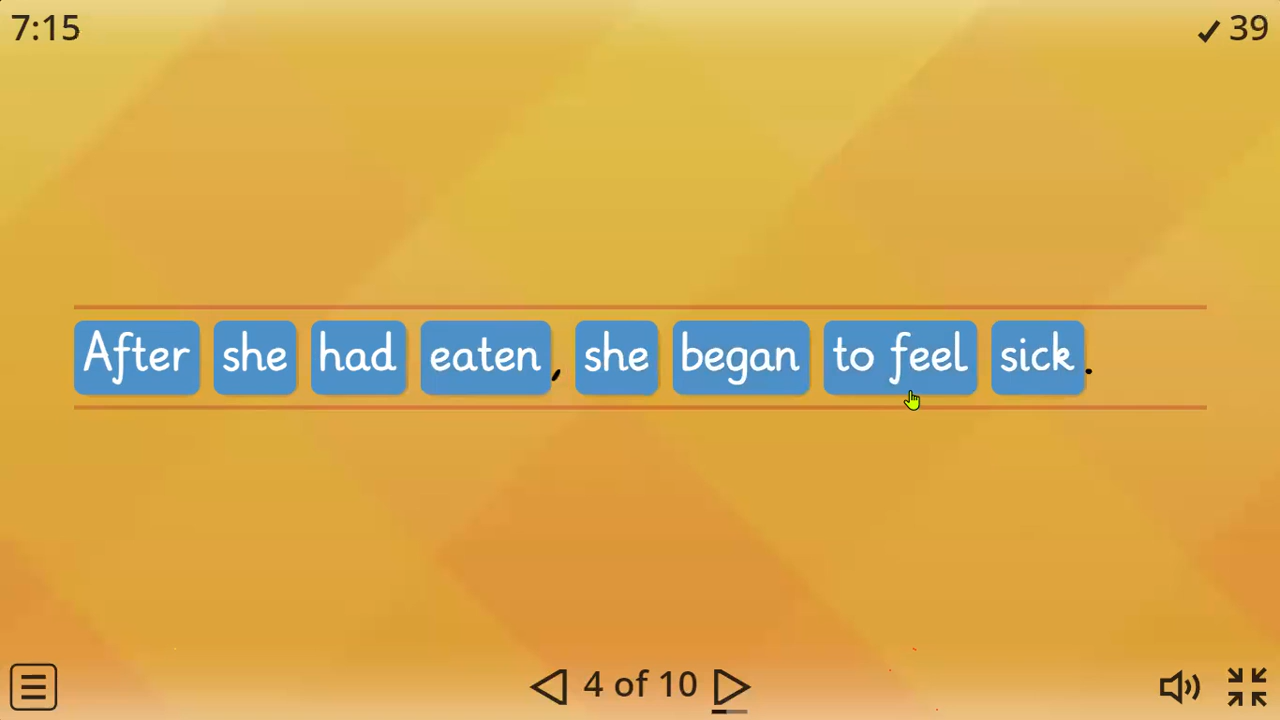 7:15
✓ 39
After she had eaten, she began to feel sick.
4 of 10